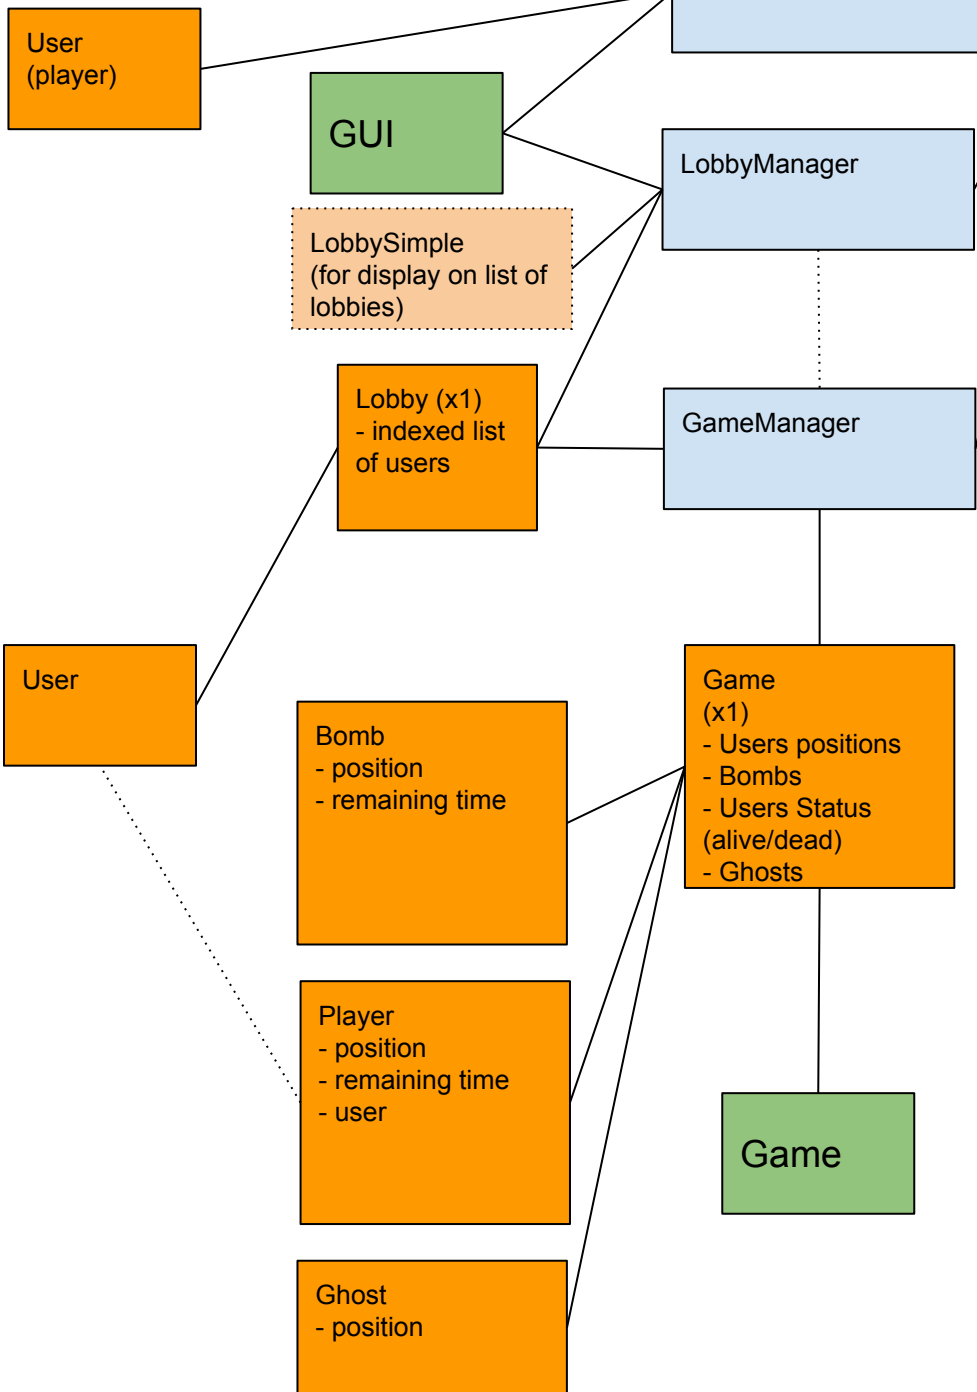 User
(player)
GUI
LobbyManager
LobbySimple
(for display on list of
lobbies)
Lobby (x1)
- indexed list
of users
GameManager
User
Bomb
- position
- remaining time
Game
(x1)
- Users positions
- Bombs
- Users Status
(alive/dead)
- Ghosts
Player
- position
- remaining time
- user
Game
Ghost
- position